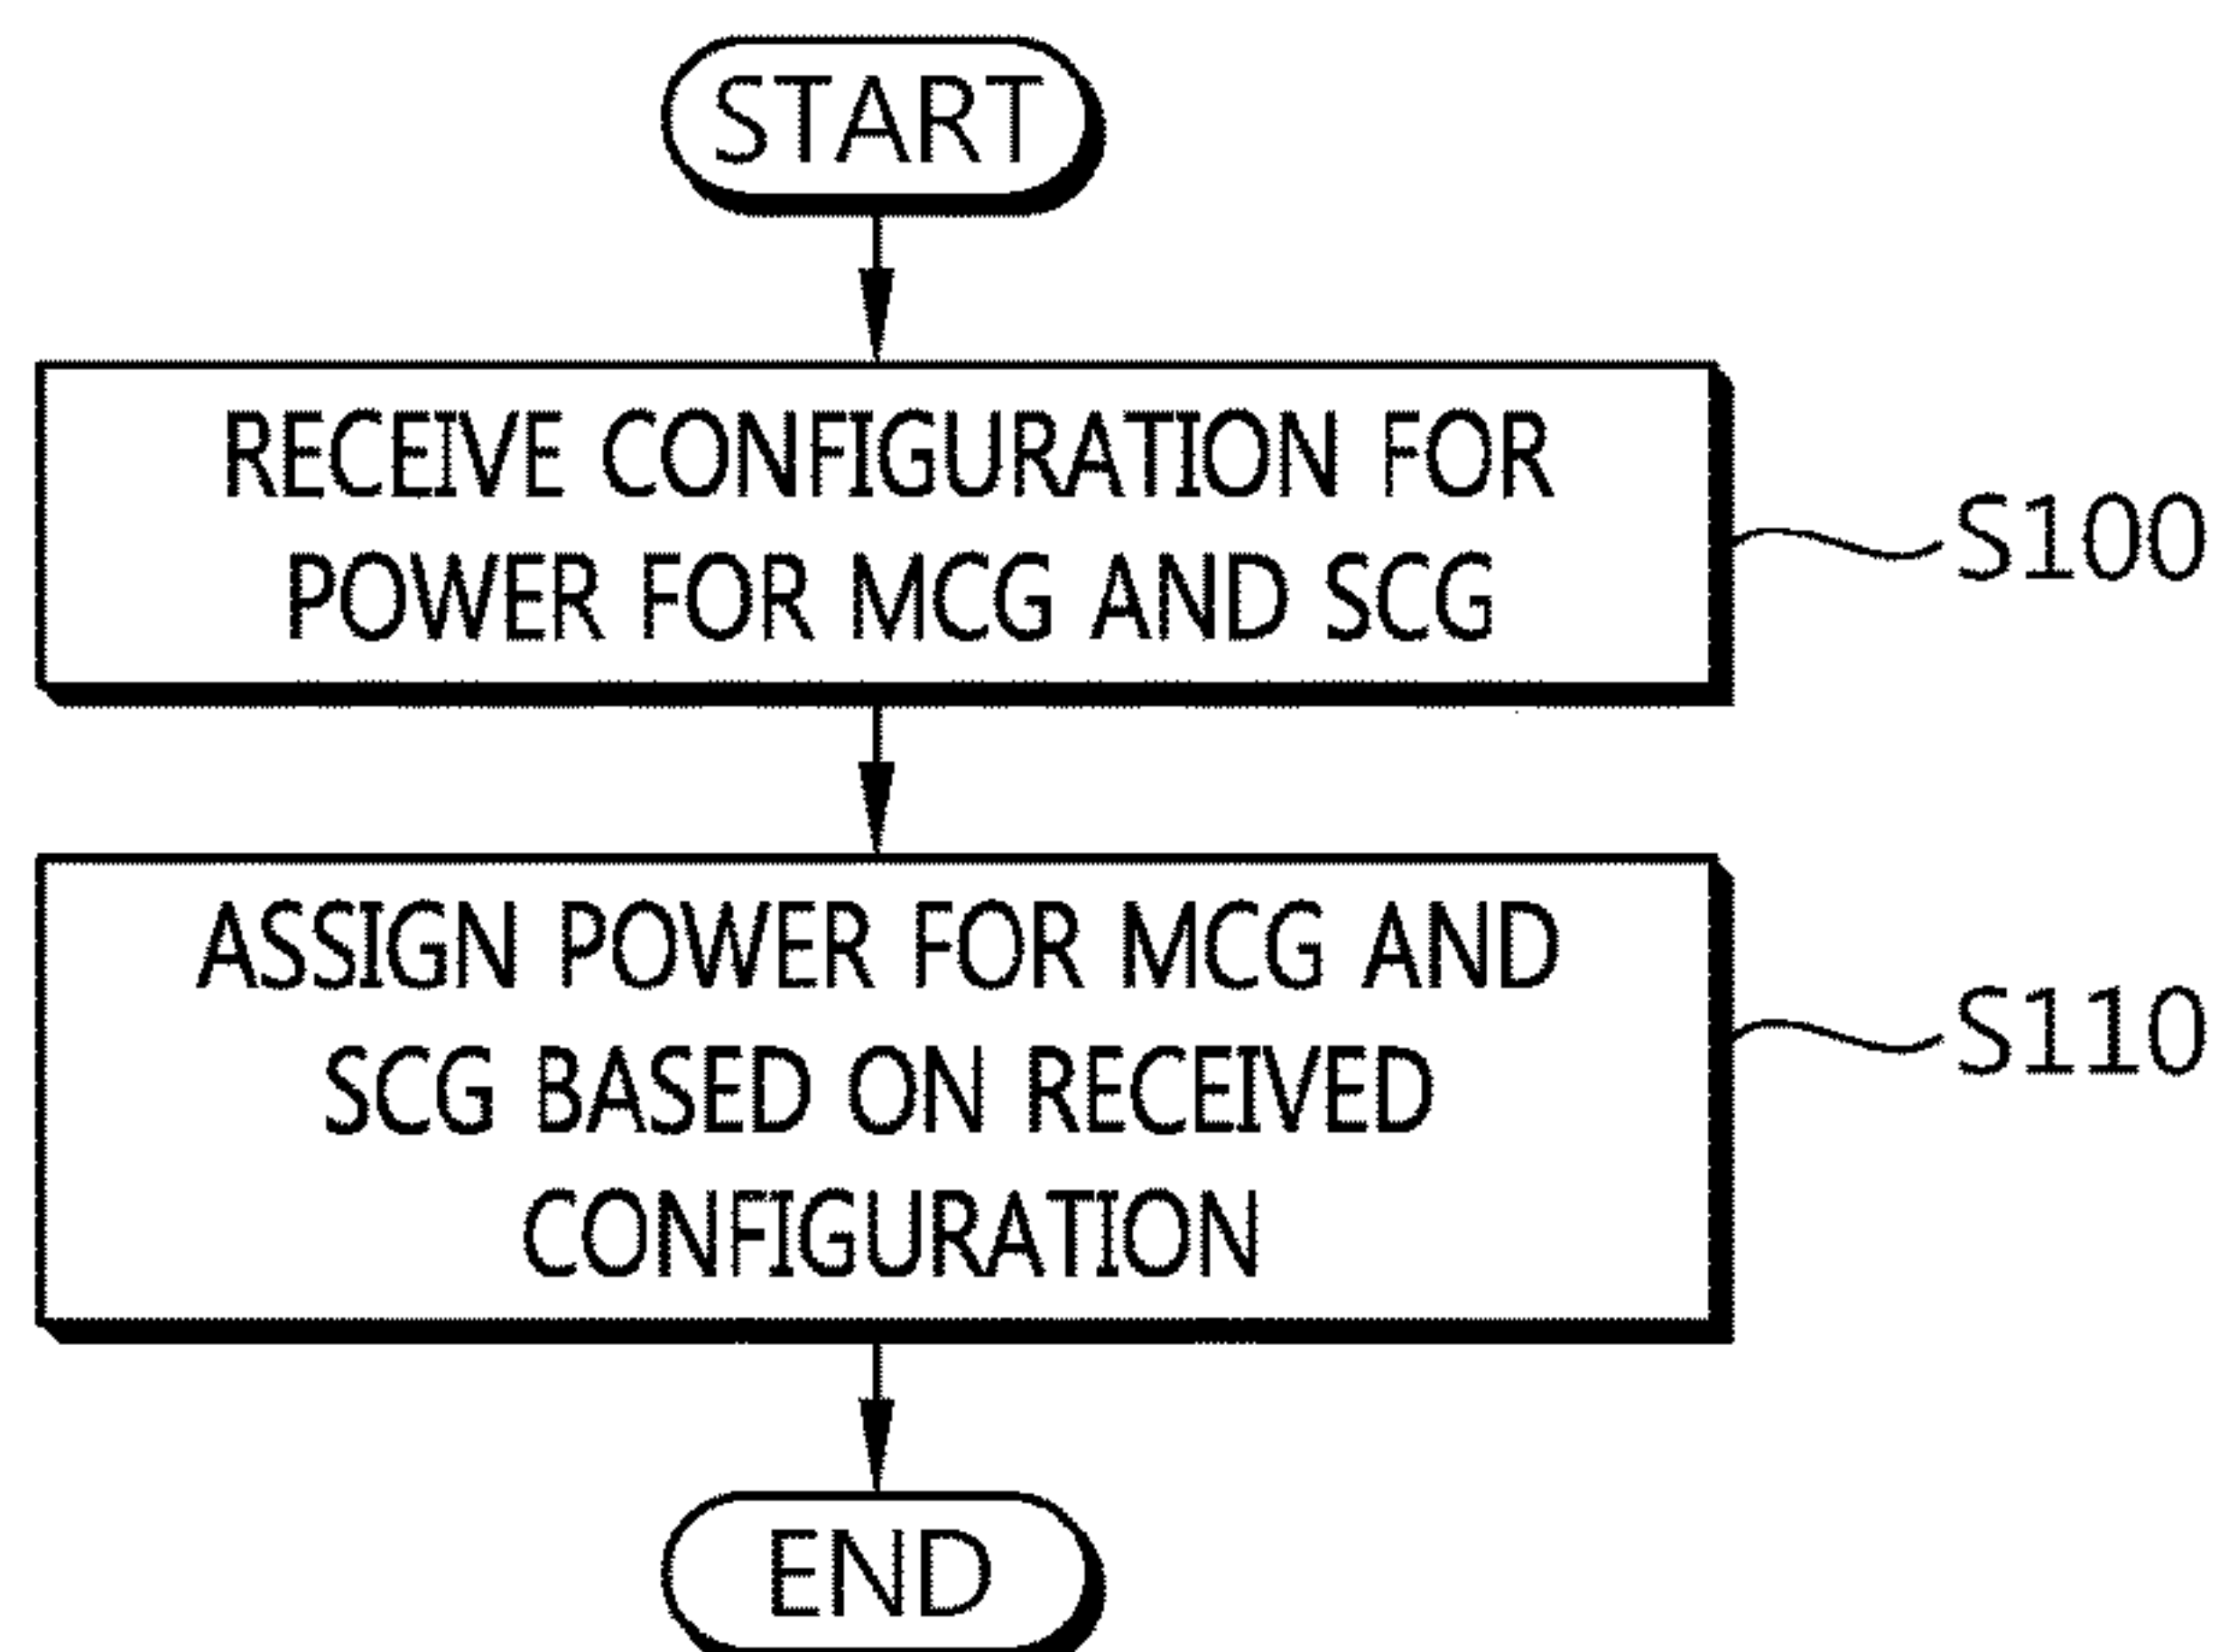 START
RECEIVE CONFIGURATION FOR
POWER FOR MCG AND SCG
S100
ASSIGN POWER FOR MCG AND
SCG BASED ON RECEIVED
CONFIGURATION
S110
END